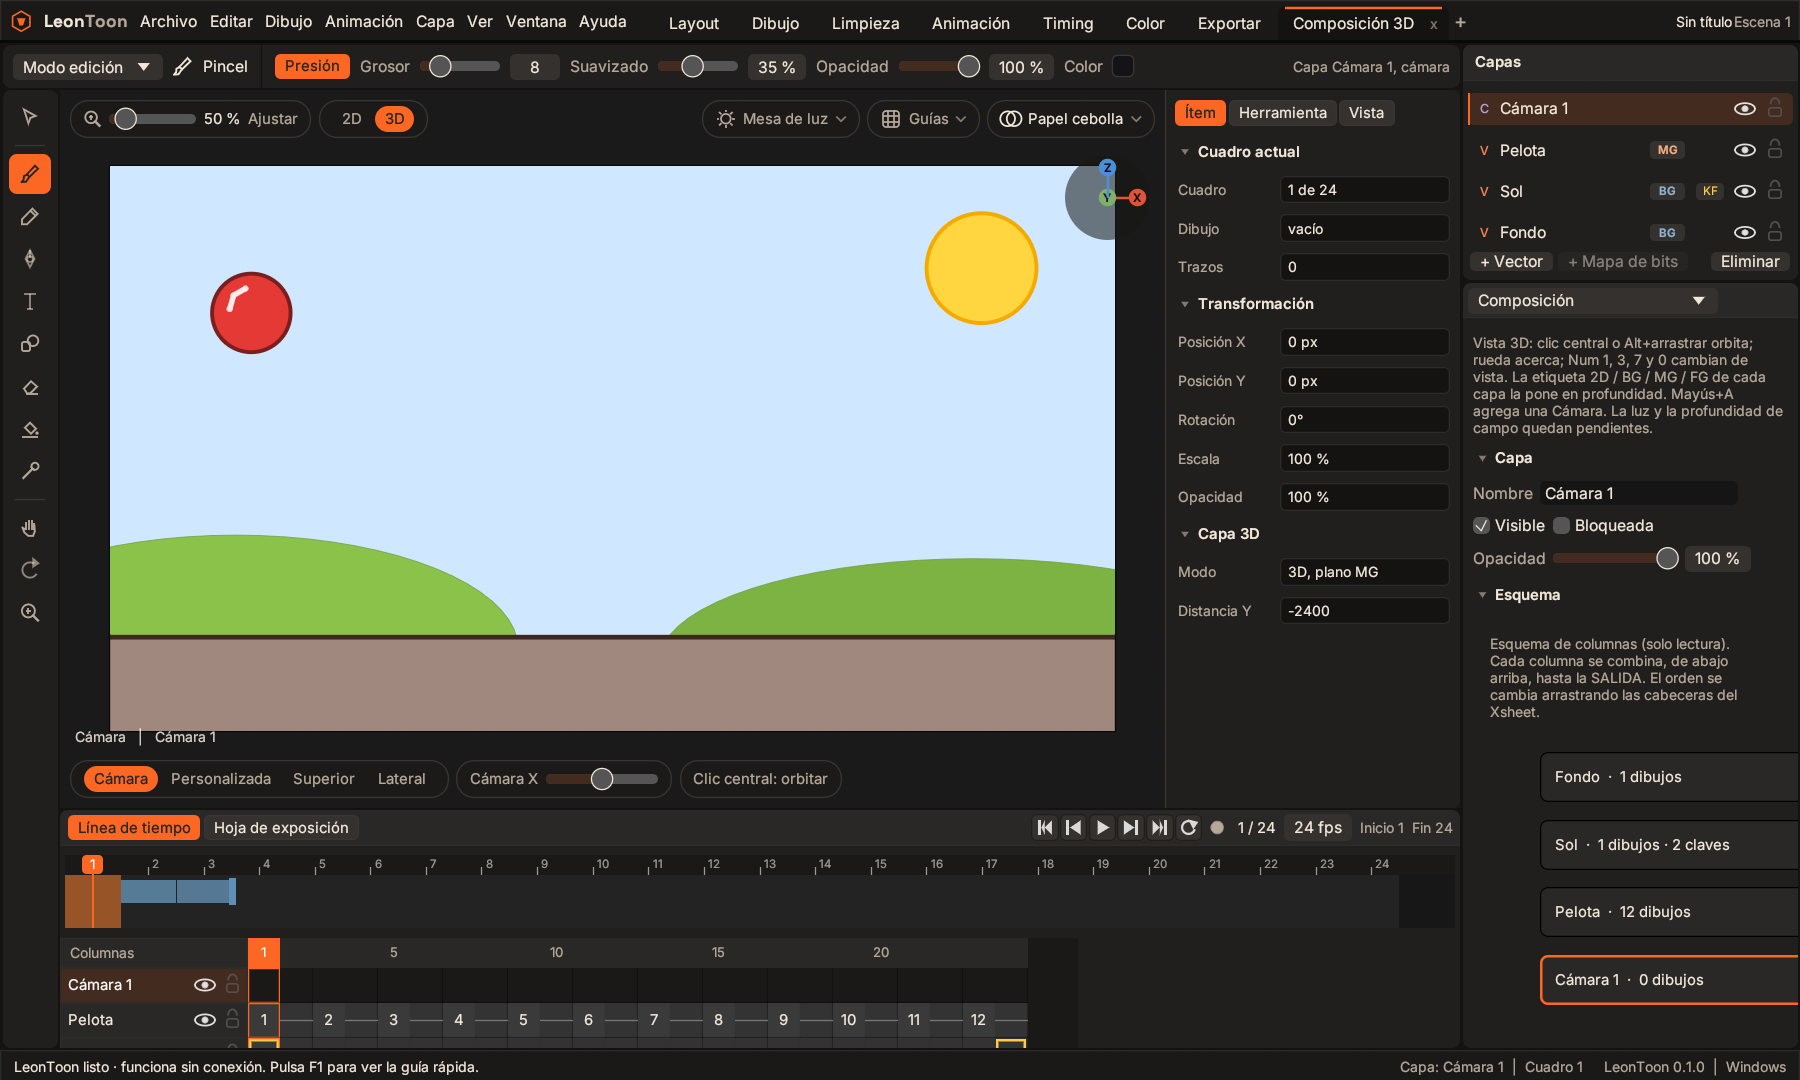 LeonToon Archivo Editar Dibujo Animación Capa Ver Ventana Ayuda Layout Dibujo Limpieza Animación Timing Color Exportar Composición 3D x + Sin título Escena 1
Modo edición Pincel Presión Grosor 8 Suavizado 35 % Opacidad 100 % Color Capa Cámara 1, cámara
Capas
50 % Ajustar 2D 3D Mesa de luz Guías Papel cebolla
Ítem Herramienta Vista
C Cámara 1
V Pelota MG
V Sol BG KF
V Fondo BG
+ Vector + Mapa de bits Eliminar
Z
Y X
Cuadro actual
Cuadro 1 de 24
Dibujo vacío
Trazos 0
Transformación
Posición X 0 px
Posición Y 0 px
Rotación 0°
Escala 100 %
Opacidad 100 %
Capa 3D
Modo 3D, plano MG
Distancia Y -2400
Composición
Vista 3D: clic central o Alt+arrastrar orbita;
rueda acerca; Num 1, 3, 7 y 0 cambian de
vista. La etiqueta 2D / BG / MG / FG de cada
capa la pone en profundidad. Mayús+A
agrega una Cámara. La luz y la profundidad de
campo quedan pendientes.
Capa
Nombre Cámara 1
Visible Bloqueada
Opacidad 100 %
Esquema
Esquema de columnas (solo lectura).
Cada columna se combina, de abajo
arriba, hasta la SALIDA. El orden se
cambia arrastrando las cabeceras del
Xsheet.
Fondo · 1 dibujos
Sol · 1 dibujos · 2 claves
Pelota · 12 dibujos
Cámara 1 · 0 dibujos
Cámara | Cámara 1
Cámara Personalizada Superior Lateral Cámara X Clic central: orbitar
Línea de tiempo Hoja de exposición 1 / 24 24 fps Inicio 1 Fin 24
1 2 3 4 5 6 7 8 9 10 11 12 13 14 15 16 17 18 19 20 21 22 23 24
Columnas 1 5 10 15 20
Cámara 1
Pelota 1 2 3 4 5 6 7 8 9 10 11 12
LeonToon listo · funciona sin conexión. Pulsa F1 para ver la guía rápida. Capa: Cámara 1 | Cuadro 1 LeonToon 0.1.0 | Windows